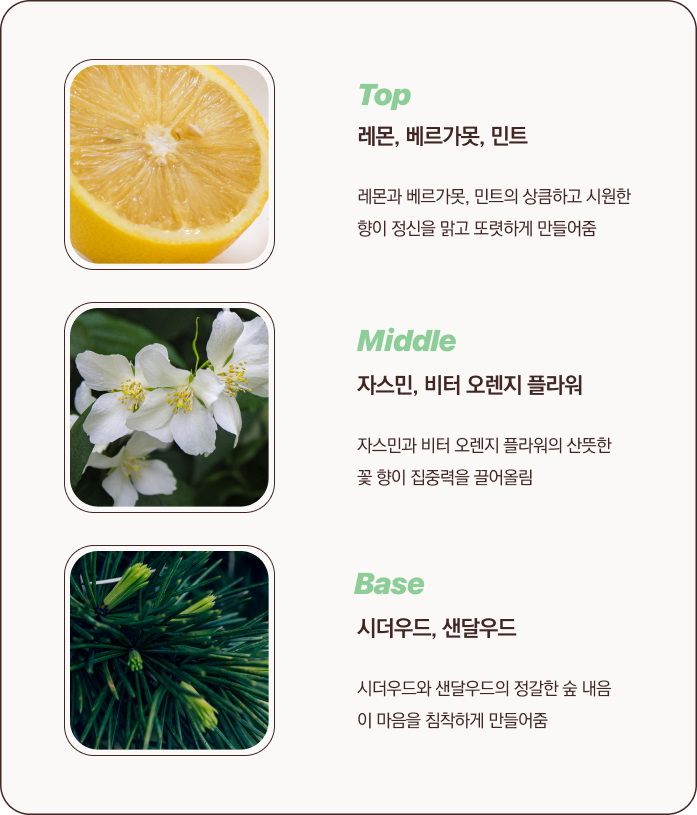 Top
레몬, 베르가못, 민트
레몬과 베르가못, 민트의 상큼하고 시원한
향이 정신을 맑고 또렷하게 만들어줌
Middle
자스민, 비터 오렌지 플라워
자스민과 비터 오렌지 플라워의 산뜻한
꽃 향이 집중력을 끌어올림
Base
시더우드, 샌달우드
시더우드와 샌달우드의 정갈한 숲 내음
이 마음을 침착하게 만들어줌